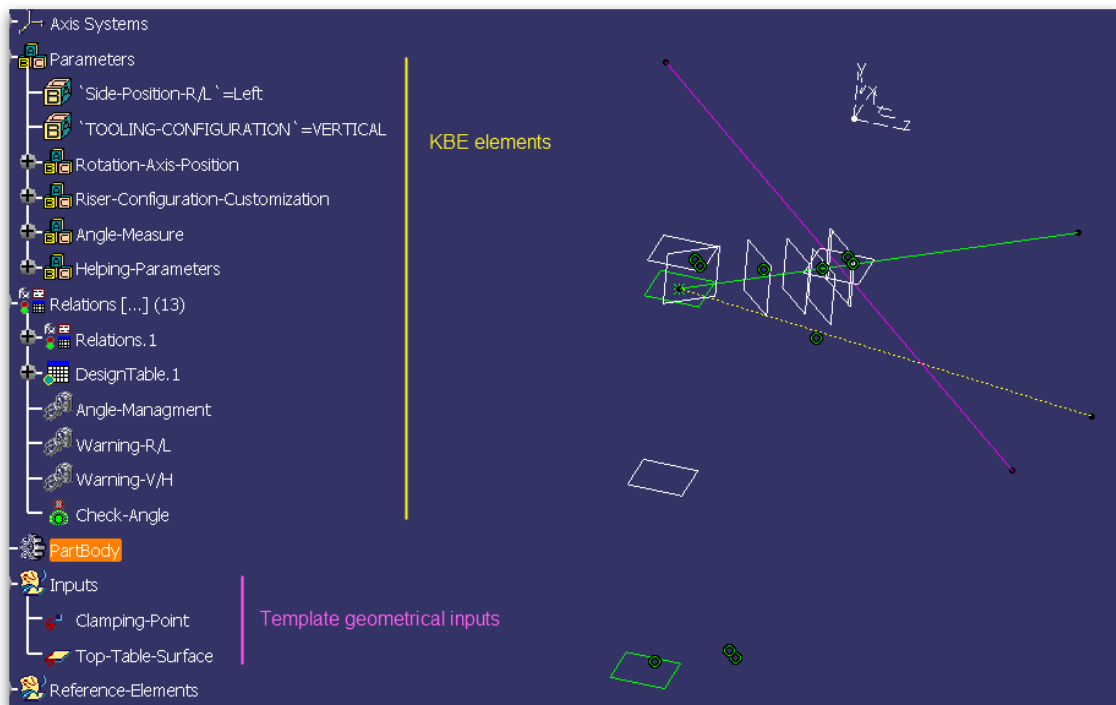 Axis Systems
Parameters
`Side-Position-R/L`=Left
`TOOLING-CONFIGURATION`=VERTICAL
KBE elements
Rotation-Axis-Position
Riser-Configuration-Customization
Angle-Measure
Helping-Parameters
Relations [...] (13)
Relations.1
DesignTable.1
Angle-Managment
Warning-R/L
Warning-V/H
Check-Angle
PartBody
Inputs
Clamping-Point
Template geometrical inputs
Top-Table-Surface
Reference-Elements
Y
X
Z